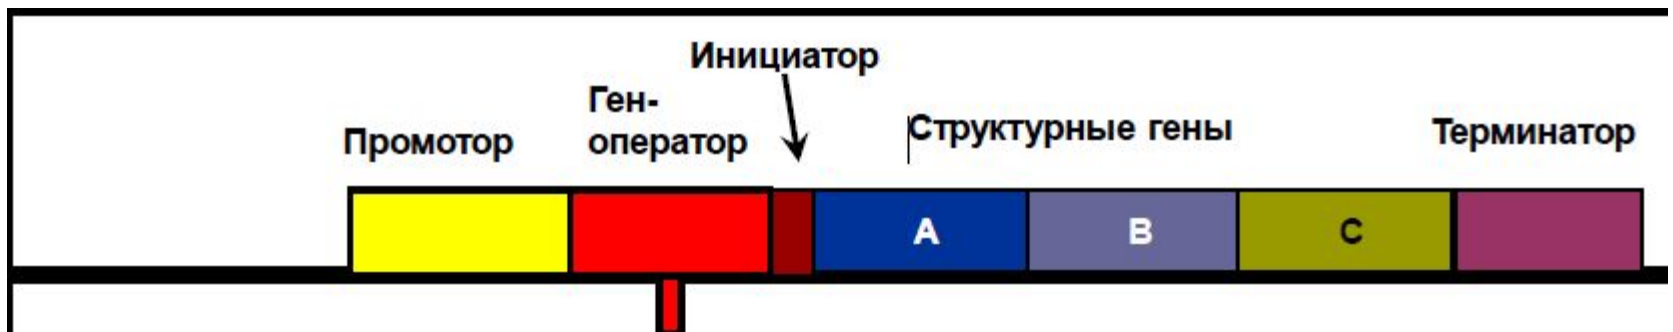 Инициатор
Ген-
оператор
Промотор
Структурные гены
Терминатор
A
B
C